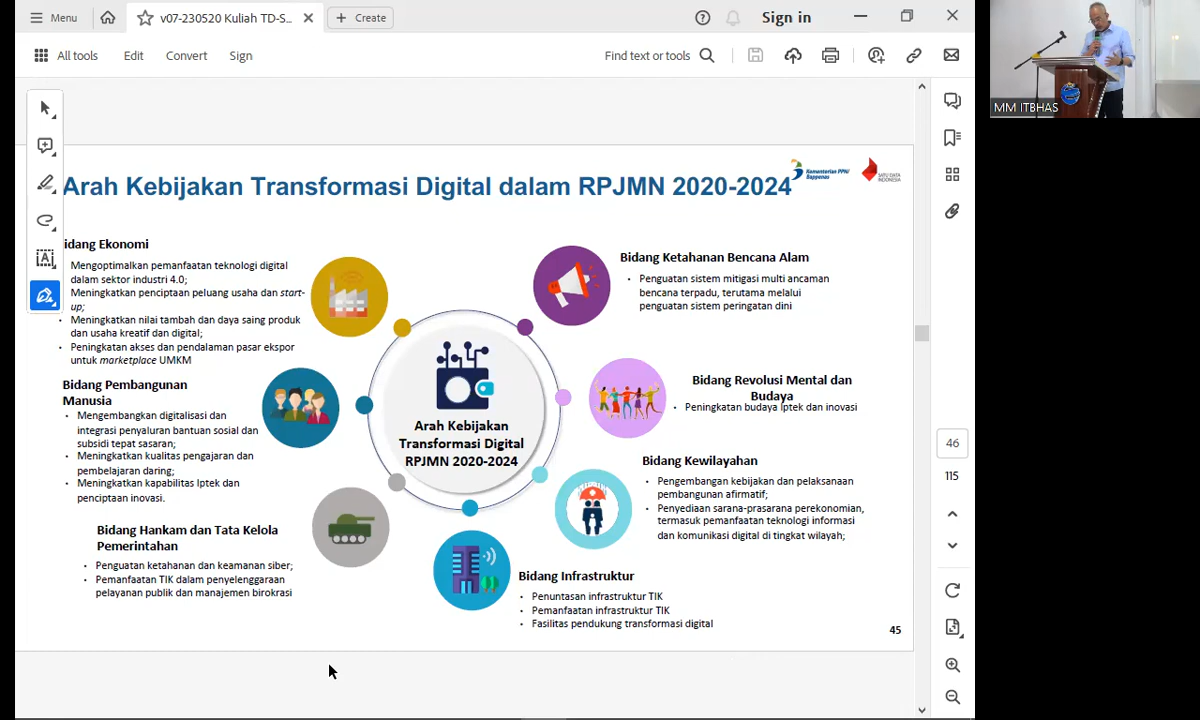 Menu
v07-230520 Kuliah TD-S...
Create
Sign in
All tools
Edit
Convert
Sign
Find text or tools
MM ITBHAS
Arah Kebijakan Transformasi Digital dalam RPJMN 2020-2024
Kementerian PPN/
Bappenas
SATU DATA
INDONESIA
idang Ekonomi
Mengoptimalkan pemanfaatan teknologi digital
dalam sektor industri 4.0;
Meningkatkan penciptaan peluang usaha dan start-
up;
• Meningkatkan nilai tambah dan daya saing produk
dan usaha kreatif dan digital;
• Peningkatan akses dan pendalaman pasar ekspor
untuk marketplace UMKM
Bidang Pembangunan
Manusia
• Mengembangkan digitalisasi dan
integrasi penyaluran bantuan sosial dan
subsidi tepat sasaran;
• Meningkatkan kualitas pengajaran dan
pembelajaran daring;
• Meningkatkan kapabilitas Iptek dan
penciptaan inovasi.
Bidang Hankam dan Tata Kelola
Pemerintahan
• Penguatan ketahanan dan keamanan siber;
• Pemanfaatan TIK dalam penyelenggaraan
pelayanan publik dan manajemen birokrasi
Arah Kebijakan
Transformasi Digital
RPJMN 2020-2024
Bidang Ketahanan Bencana Alam
• Penguatan sistem mitigasi multi ancaman
bencana terpadu, terutama melalui
penguatan sistem peringatan dini
Bidang Revolusi Mental dan
Budaya
• Peningkatan budaya Iptek dan inovasi
Bidang Kewilayahan
• Pengembangan kebijakan dan pelaksanaan
pembangunan afirmatif;
• Penyediaan sarana-prasarana perekonomian,
termasuk pemanfaatan teknologi informasi
dan komunikasi digital di tingkat wilayah;
Bidang Infrastruktur
• Penuntasan infrastruktur TIK
• Pemanfaatan infrastruktur TIK
• Fasilitas pendukung transformasi digital
45
46
115